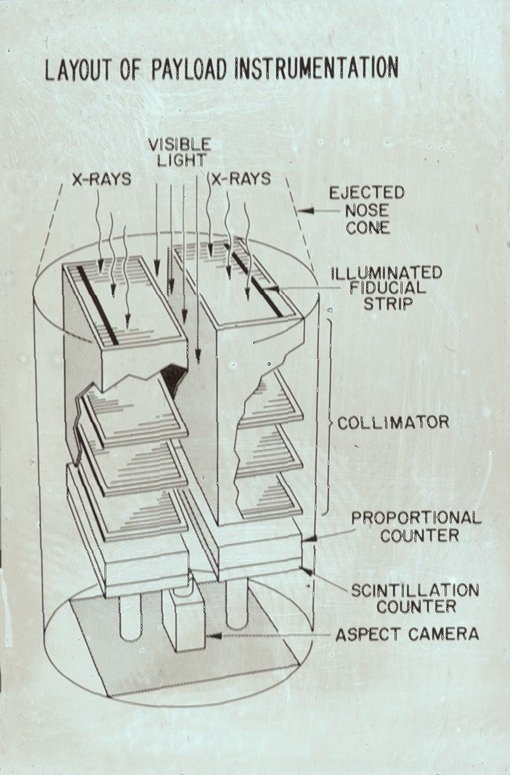 LAYOUT OF PAYLOAD INSTRUMENTATION
VISIBLE
LIGHT
X-RAYS
X-RAYS
EJECTED
NOSE
CONE
ILLUMINATED
FIDUCIAL
STRIP
COLLIMATOR
PROPORTIONAL
COUNTER
SCINTILLATION
COUNTER
ASPECT CAMERA